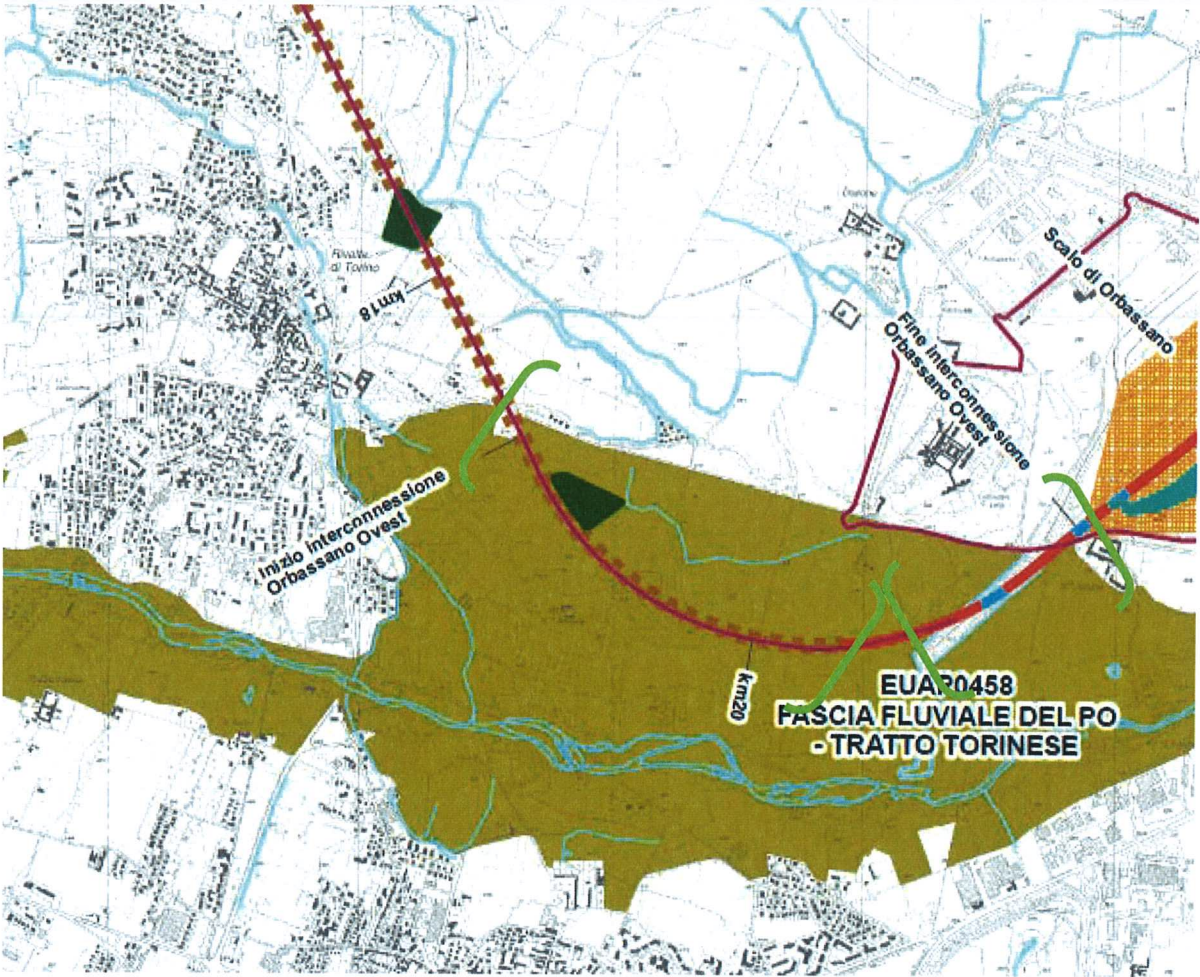 Rivalta
di Torino
km18
Scalo di Orbassano
Fine interconnessione
Orbassano Ovest
Inizio interconnessione
Orbassano Ovest
km20
EUAP0458
FASCIA FLUVIALE DEL PO
- TRATTO TORINESE